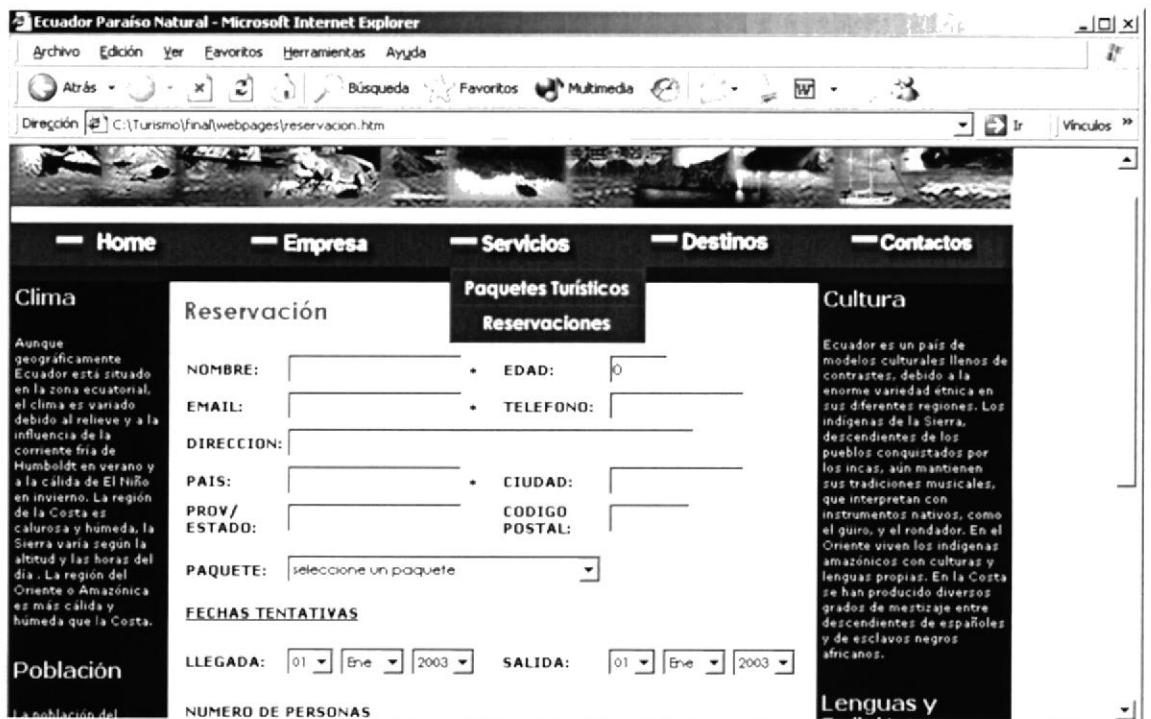 Ecuador Paraíso Natural - Microsoft Internet Explorer
Archivo Edición Ver Favoritos Herramientas Ayuda
Atrás Búsqueda Favoritos Multimedia W
Dirección C:\Turismo\final\webpages\reservacion.htm Ir Vínculos »
Home Empresa Servicios Destinos Contactos
Paquetes Turísticos
Reservaciones
Clima
Aunque
geográficamente
Ecuador está situado
en la zona ecuatorial,
el clima es variado
debido al relieve y a la
influencia de la
corriente fría de
Humboldt en verano y
a la cálida de El Niño
en invierno. La región
de la Costa es
calurosa y húmeda, la
Sierra varía según la
altitud y las horas del
día . La región del
Oriente o Amazónica
es más cálida y
húmeda que la Costa.
Población
La población del
Reservación
NOMBRE: * EDAD: 0
EMAIL: * TELEFONO:
DIRECCION:
PAIS: * CIUDAD:
PROV/
ESTADO:
CODIGO
POSTAL:
PAQUETE: seleccione un paquete
FECHAS TENTATIVAS
LLEGADA: 01 Ene 2003 SALIDA: 01 Ene 2003
NUMERO DE PERSONAS
Cultura
Ecuador es un país de
modelos culturales llenos de
contrastes, debido a la
enorme variedad étnica en
sus diferentes regiones. Los
indígenas de la Sierra,
descendientes de los
pueblos conquistados por
los incas, aún mantienen
sus tradiciones musicales,
que interpretan con
instrumentos nativos, como
el güiro, y el rondador. En el
Oriente viven los indígenas
amazónicos con culturas y
lenguas propias. En la Costa
se han producido diversos
grados de mestizaje entre
descendientes de españoles
y de esclavos negros
africanos.
Lenguas y